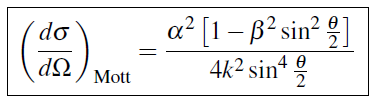 (dσ/dΩ)_Mott = α² [1 − β² sin² θ/2] / 4k² sin⁴ θ/2